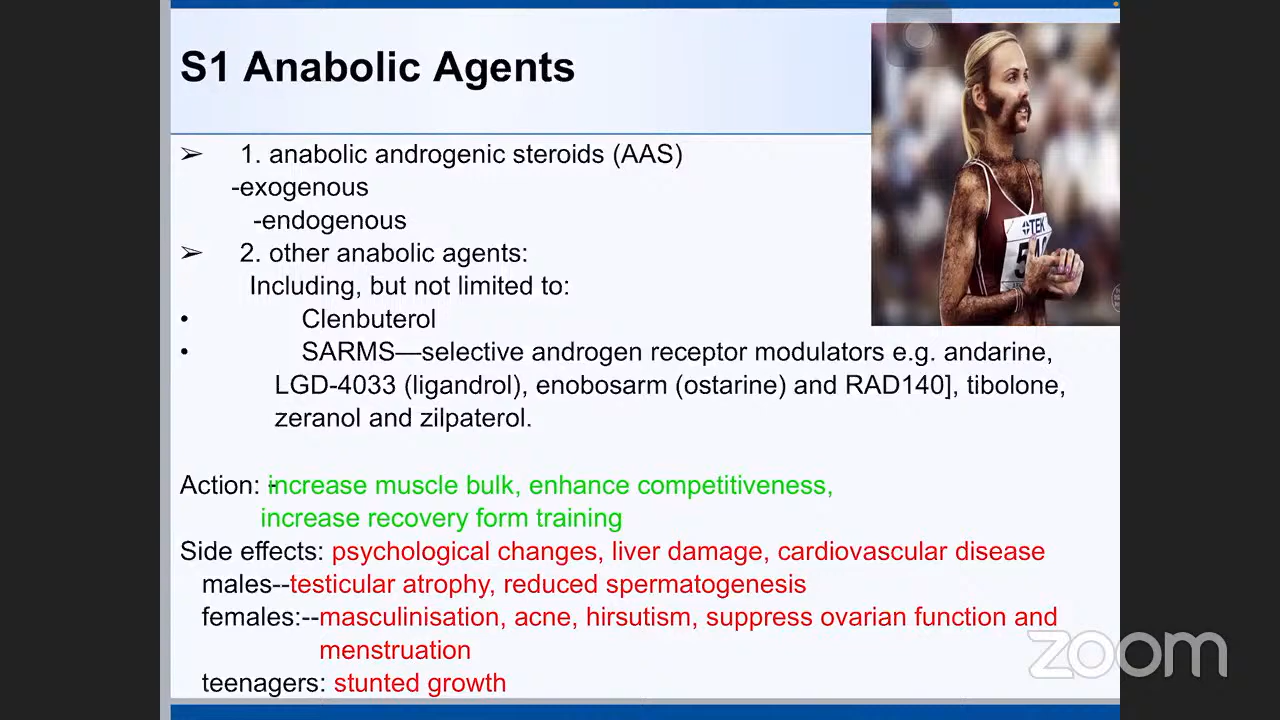 S1 Anabolic Agents
➢ 1. anabolic androgenic steroids (AAS)
-exogenous
-endogenous
➢ 2. other anabolic agents:
Including, but not limited to:
• Clenbuterol
• SARMS—selective androgen receptor modulators e.g. andarine,
LGD-4033 (ligandrol), enobosarm (ostarine) and RAD140], tibolone,
zeranol and zilpaterol.
Action: -increase muscle bulk, enhance competitiveness,
increase recovery form training
Side effects: psychological changes, liver damage, cardiovascular disease
males--testicular atrophy, reduced spermatogenesis
females:--masculinisation, acne, hirsutism, suppress ovarian function and
menstruation
teenagers: stunted growth
TEK
zoom